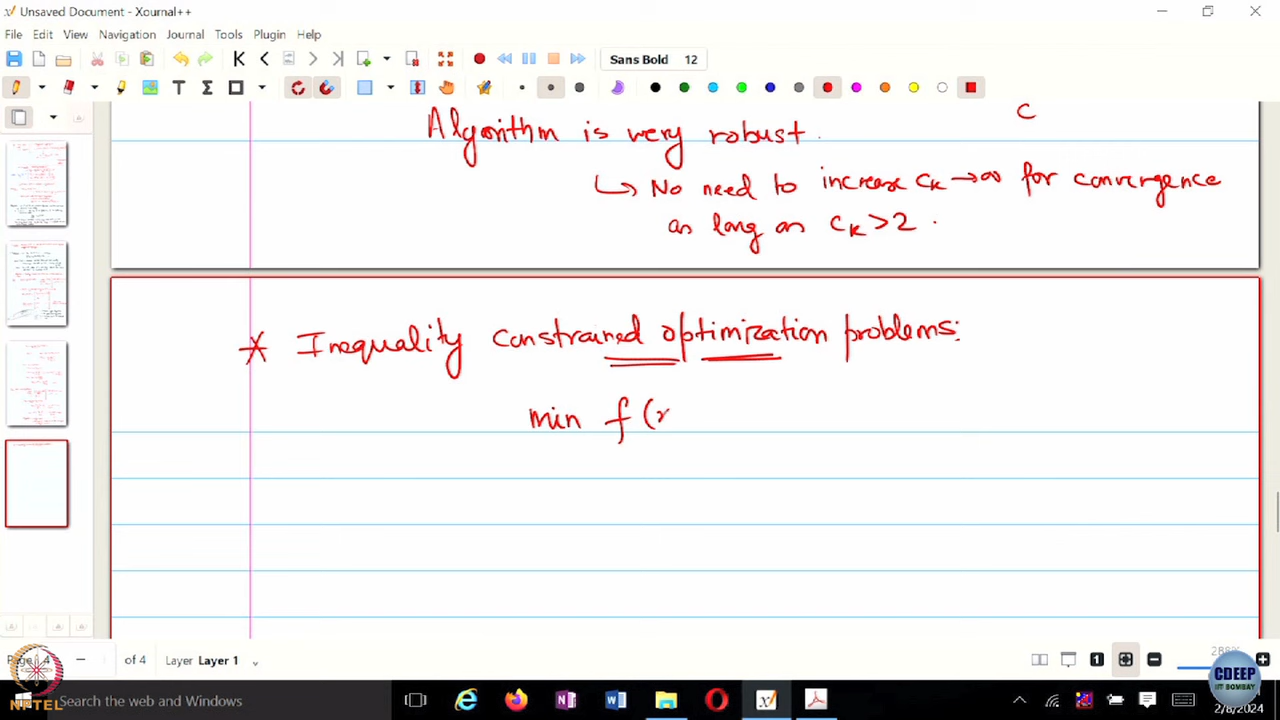 Unsaved Document - Xournal++
File Edit View Navigation Journal Tools Plugin Help
Sans Bold 12
C
Algorithm is very robust.
↳ No need to increase cₖ → ∞ for convergence
as long as cₖ > 2.
* Inequality constrained optimization problems:
min f(x
of 4 Layer Layer 1
288%
NPTEL
Search the web and Windows
CDEEP
IIT BOMBAY
2/8/2024